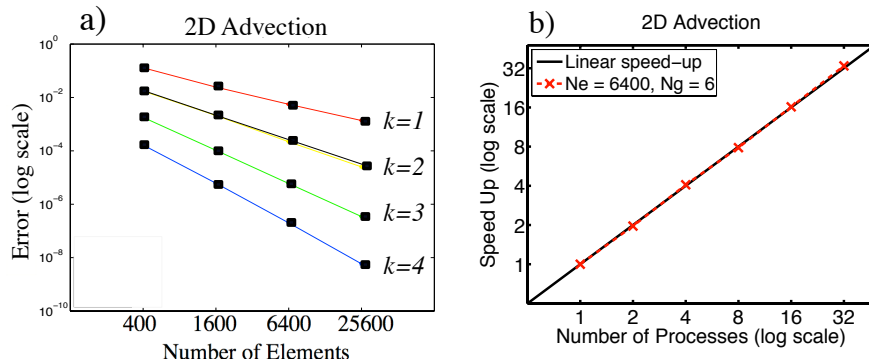 a)
2D Advection
Error (log scale)
10^0
10^−2
10^−4
10^−6
10^−8
10^−10
k=1
k=2
k=3
k=4
400 1600 6400 25600
Number of Elements
b)
2D Advection
Linear speed−up
Ne = 6400, Ng = 6
Speed Up (log scale)
32
16
8
4
2
1
1 2 4 8 16 32
Number of Processes (log scale)